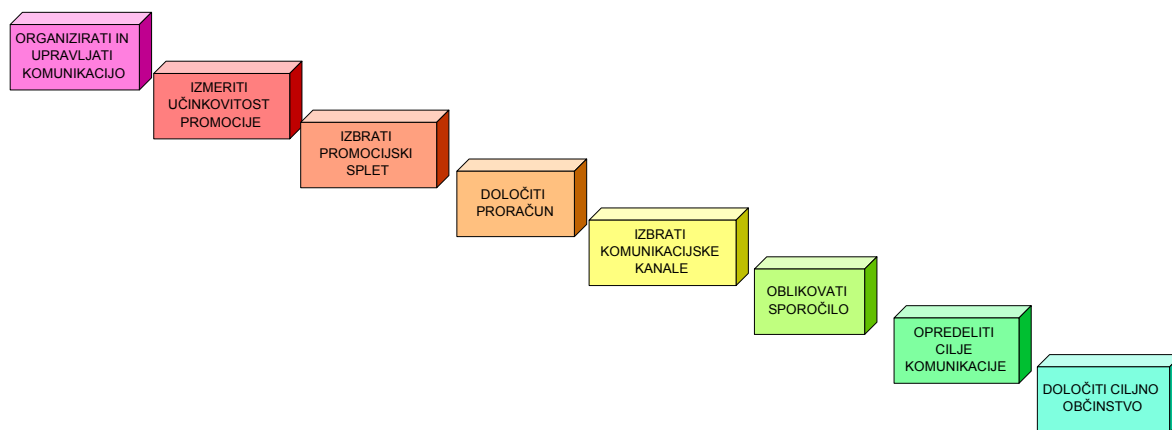 ORGANIZIRATI IN
UPRAVLJATI
KOMUNIKACIJO
IZMERITI
UČINKOVITOST
PROMOCIJE
IZBRATI
PROMOCIJSKI
SPLET
DOLOČITI
PRORAČUN
IZBRATI
KOMUNIKACIJSKE
KANALE
OBLIKOVATI
SPOROČILO
OPREDELITI
CILJE
KOMUNIKACIJE
DOLOČITI CILJNO
OBČINSTVO